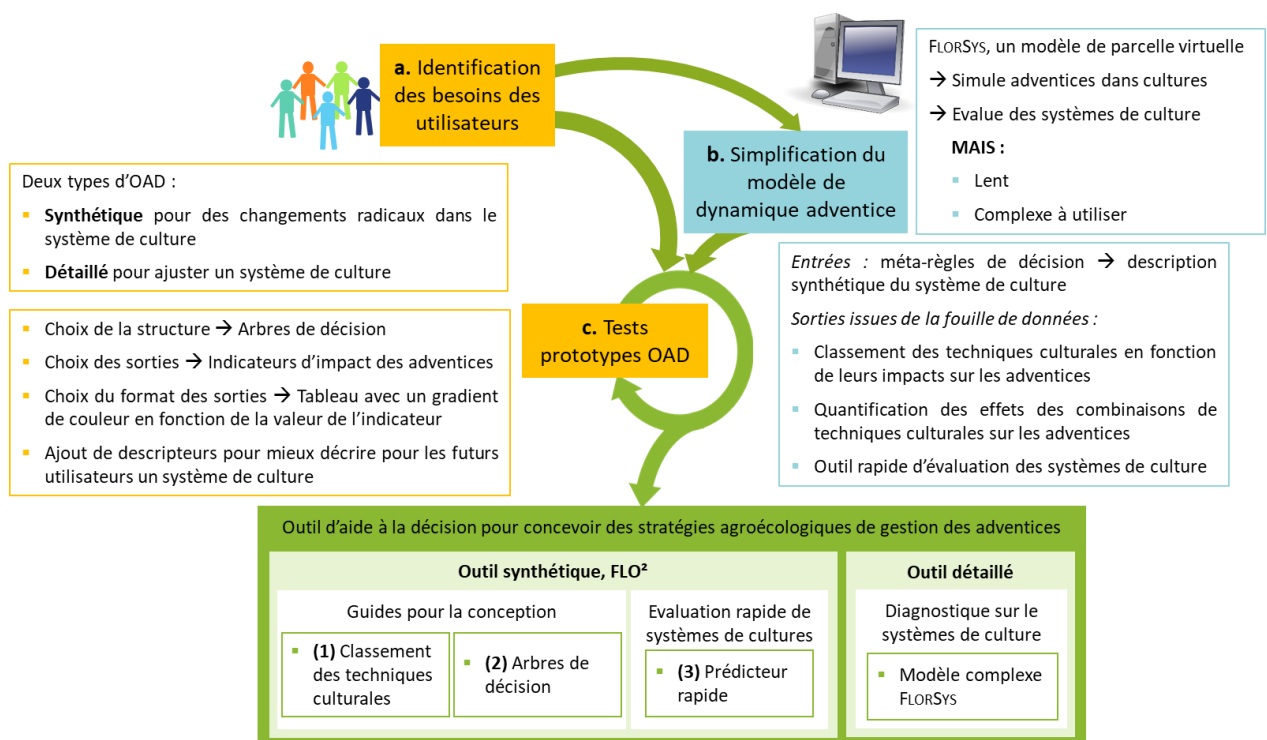 a. Identification
des besoins des
utilisateurs
FLORSYS, un modèle de parcelle virtuelle
→ Simule adventices dans cultures
→ Evalue des systèmes de culture
MAIS :
▪ Lent
▪ Complexe à utiliser
b. Simplification du
modèle de
dynamique adventice
Deux types d’OAD :
▪ Synthétique pour des changements radicaux dans le
système de culture
▪ Détaillé pour ajuster un système de culture
Entrées : méta-règles de décision → description
synthétique du système de culture
Sorties issues de la fouille de données :
▪ Classement des techniques culturales en fonction
de leurs impacts sur les adventices
▪ Quantification des effets des combinaisons de
techniques culturales sur les adventices
▪ Outil rapide d’évaluation des systèmes de culture
▪ Choix de la structure → Arbres de décision
▪ Choix des sorties → Indicateurs d’impact des adventices
▪ Choix du format des sorties → Tableau avec un gradient
de couleur en fonction de la valeur de l’indicateur
▪ Ajout de descripteurs pour mieux décrire pour les futurs
utilisateurs un système de culture
c. Tests
prototypes OAD
Outil d’aide à la décision pour concevoir des stratégies agroécologiques de gestion des adventices
Outil synthétique, FLO²
Guides pour la conception
▪ (1) Classement
des techniques
culturales
▪ (2) Arbres de
décision
Evaluation rapide de
systèmes de cultures
▪ (3) Prédicteur
rapide
Outil détaillé
Diagnostique sur le
systèmes de culture
▪ Modèle complexe
FLORSYS